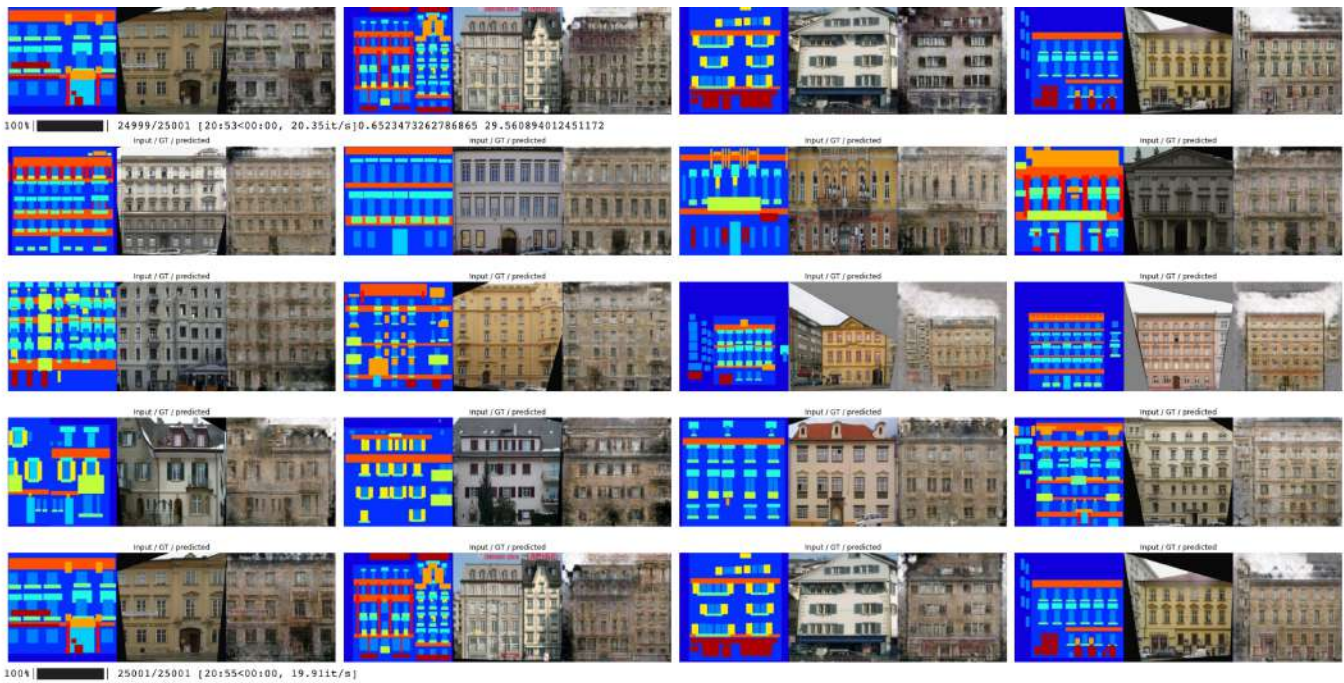 100% 24999/25001 [20:53<00:00, 20.35it/s]0.6523473262786865 29.560894012451172
Input / GT / predicted Input / GT / predicted Input / GT / predicted Input / GT / predicted
Input / GT / predicted Input / GT / predicted Input / GT / predicted Input / GT / predicted
Input / GT / predicted Input / GT / predicted Input / GT / predicted Input / GT / predicted
Input / GT / predicted Input / GT / predicted Input / GT / predicted Input / GT / predicted
100% 25001/25001 [20:55<00:00, 19.91it/s]